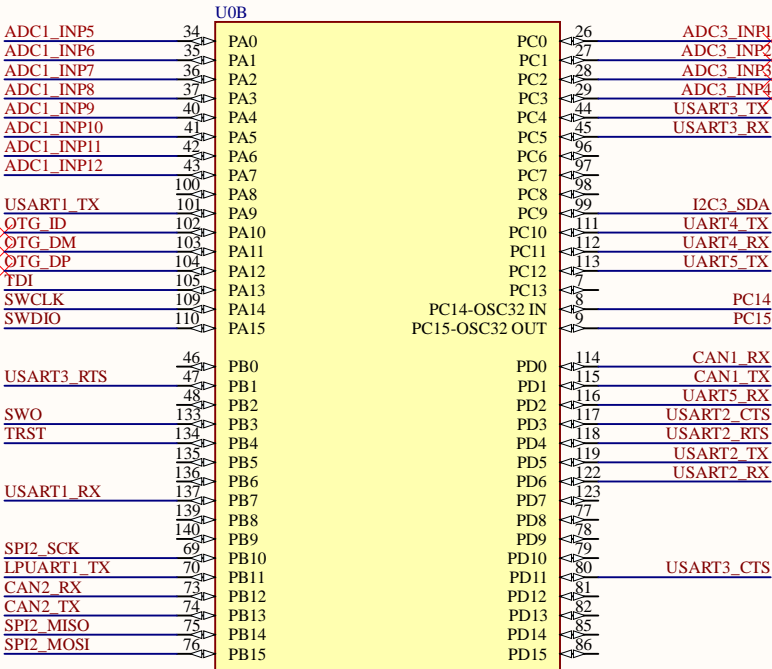 U0B
ADC1_INP5 34 PA0 PC0 26 ADC3_INP1
ADC1_INP6 35 PA1 PC1 27 ADC3_INP2
ADC1_INP7 36 PA2 PC2 28 ADC3_INP3
ADC1_INP8 37 PA3 PC3 29 ADC3_INP4
ADC1_INP9 40 PA4 PC4 44 USART3_TX
ADC1_INP10 41 PA5 PC5 45 USART3_RX
ADC1_INP11 42 PA6 PC6 96
ADC1_INP12 43 PA7 PC7 97
100 PA8 PC8 98
USART1_TX 101 PA9 PC9 99 I2C3_SDA
OTG_ID 102 PA10 PC10 111 UART4_TX
OTG_DM 103 PA11 PC11 112 UART4_RX
OTG_DP 104 PA12 PC12 113 UART5_TX
TDI 105 PA13 PC13 7
SWCLK 109 PA14 PC14-OSC32 IN 8 PC14
SWDIO 110 PA15 PC15-OSC32 OUT 9 PC15
46 PB0 PD0 114 CAN1_RX
USART3_RTS 47 PB1 PD1 115 CAN1_TX
48 PB2 PD2 116 UART5_RX
SWO 133 PB3 PD3 117 USART2_CTS
TRST 134 PB4 PD4 118 USART2_RTS
135 PB5 PD5 119 USART2_TX
136 PB6 PD6 122 USART2_RX
USART1_RX 137 PB7 PD7 123
139 PB8 PD8 77
140 PB9 PD9 78
SPI2_SCK 69 PB10 PD10 79
LPUART1_TX 70 PB11 PD11 80 USART3_CTS
CAN2_RX 73 PB12 PD12 81
CAN2_TX 74 PB13 PD13 82
SPI2_MISO 75 PB14 PD14 85
SPI2_MOSI 76 PB15 PD15 86